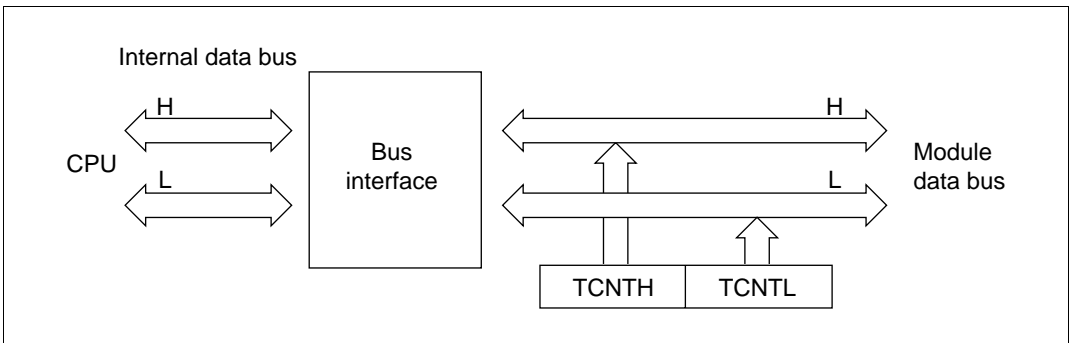 Internal data bus
H
H
CPU
Bus
interface
Module
data bus
L
L
TCNTH
TCNTL